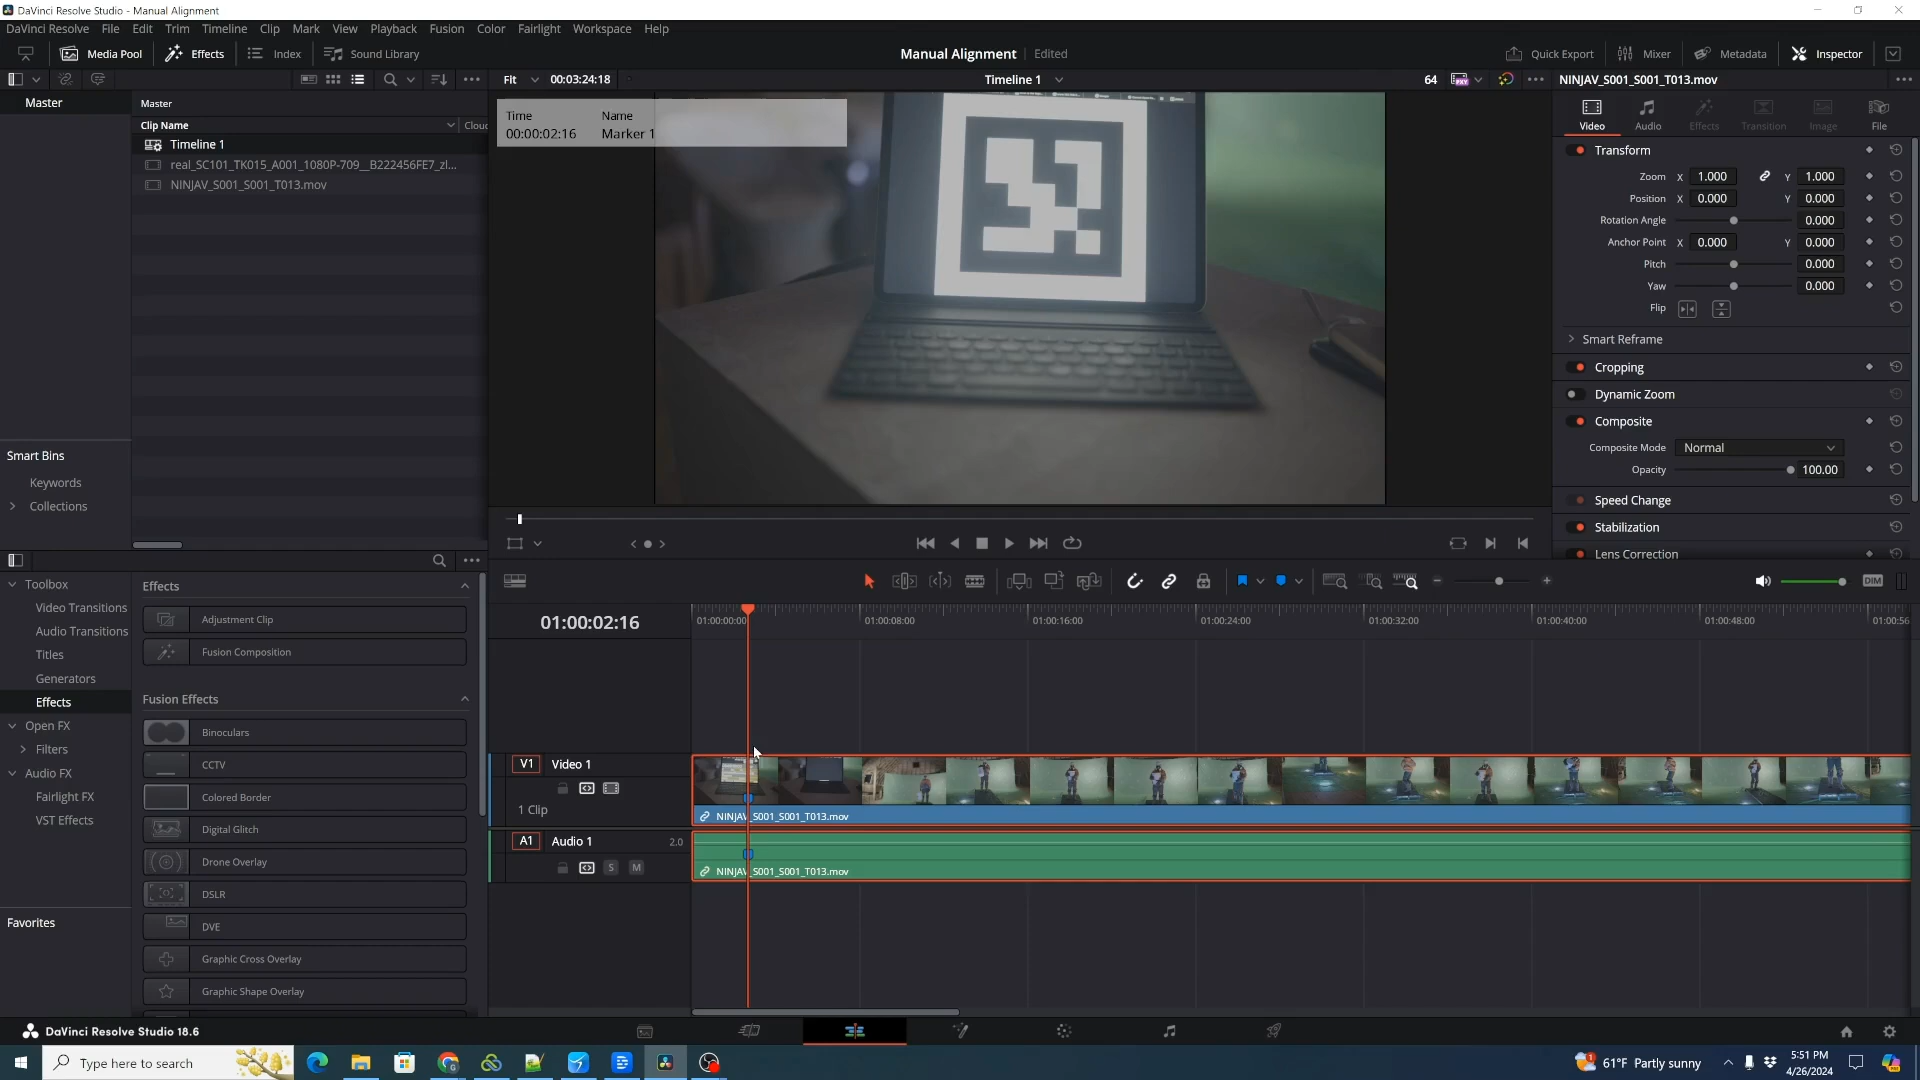 DaVinci Resolve Studio - Manual Alignment
DaVinci Resolve File Edit Trim Timeline Clip Mark View Playback Fusion Color Fairlight Workspace Help
Media Pool Effects Index Sound Library
Manual Alignment Edited
Quick Export Mixer Metadata Inspector
Fit 00:03:24:18
Timeline 1
64
NINJAV_S001_S001_T013.mov
Master
Master
Clip Name Clouc
Timeline 1
real_SC101_TK015_A001_1080P-709__B222456FE7_zl...
NINJAV_S001_S001_T013.mov
Smart Bins
Keywords
Collections
Time Name
00:00:02:16 Marker 1
Video Audio Effects Transition Image File
Transform
Zoom X 1.000 Y 1.000
Position X 0.000 Y 0.000
Rotation Angle 0.000
Anchor Point X 0.000 Y 0.000
Pitch 0.000
Yaw 0.000
Flip
Smart Reframe
Cropping
Dynamic Zoom
Composite
Composite Mode Normal
Opacity 100.00
Speed Change
Stabilization
Lens Correction
Toolbox
Video Transitions
Audio Transitions
Titles
Generators
Effects
Open FX
Filters
Audio FX
Fairlight FX
VST Effects
Favorites
Effects
Adjustment Clip
Fusion Composition
Fusion Effects
Binoculars
CCTV
Colored Border
Digital Glitch
Drone Overlay
DSLR
DVE
Graphic Cross Overlay
Graphic Shape Overlay
DIM
01:00:02:16
01:00:00:00 01:00:08:00 01:00:16:00 01:00:24:00 01:00:32:00 01:00:40:00 01:00:48:00 01:00:56
V1 Video 1
1 Clip
NINJAV_S001_S001_T013.mov
A1 Audio 1 2.0
S M
NINJAV_S001_S001_T013.mov
DaVinci Resolve Studio 18.6
Type here to search
61°F Partly sunny
5:51 PM
4/26/2024